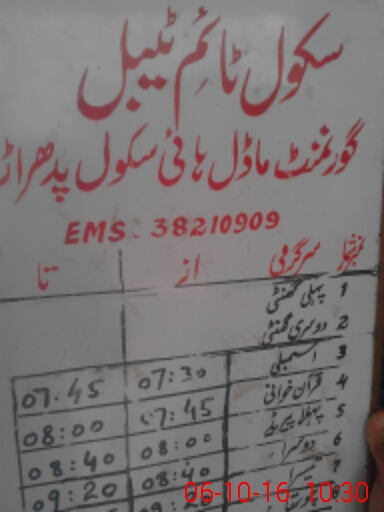 سکول ٹائم ٹیبل
گورنمنٹ ماڈل ہائی سکول پدھراڑ
EMS: 38210909
نمبر شمار سرگرمی از تا
1 پہلی گھنٹی
2 دوسری گھنٹی
3 اسمبلی 07:30 07:45
4 قرآن خوانی 07:45 08:00
5 پہلا پیریڈ 08:00 08:40
6 دوسرا 08:40 09:20
7 تیسرا
06-10-16 10:30